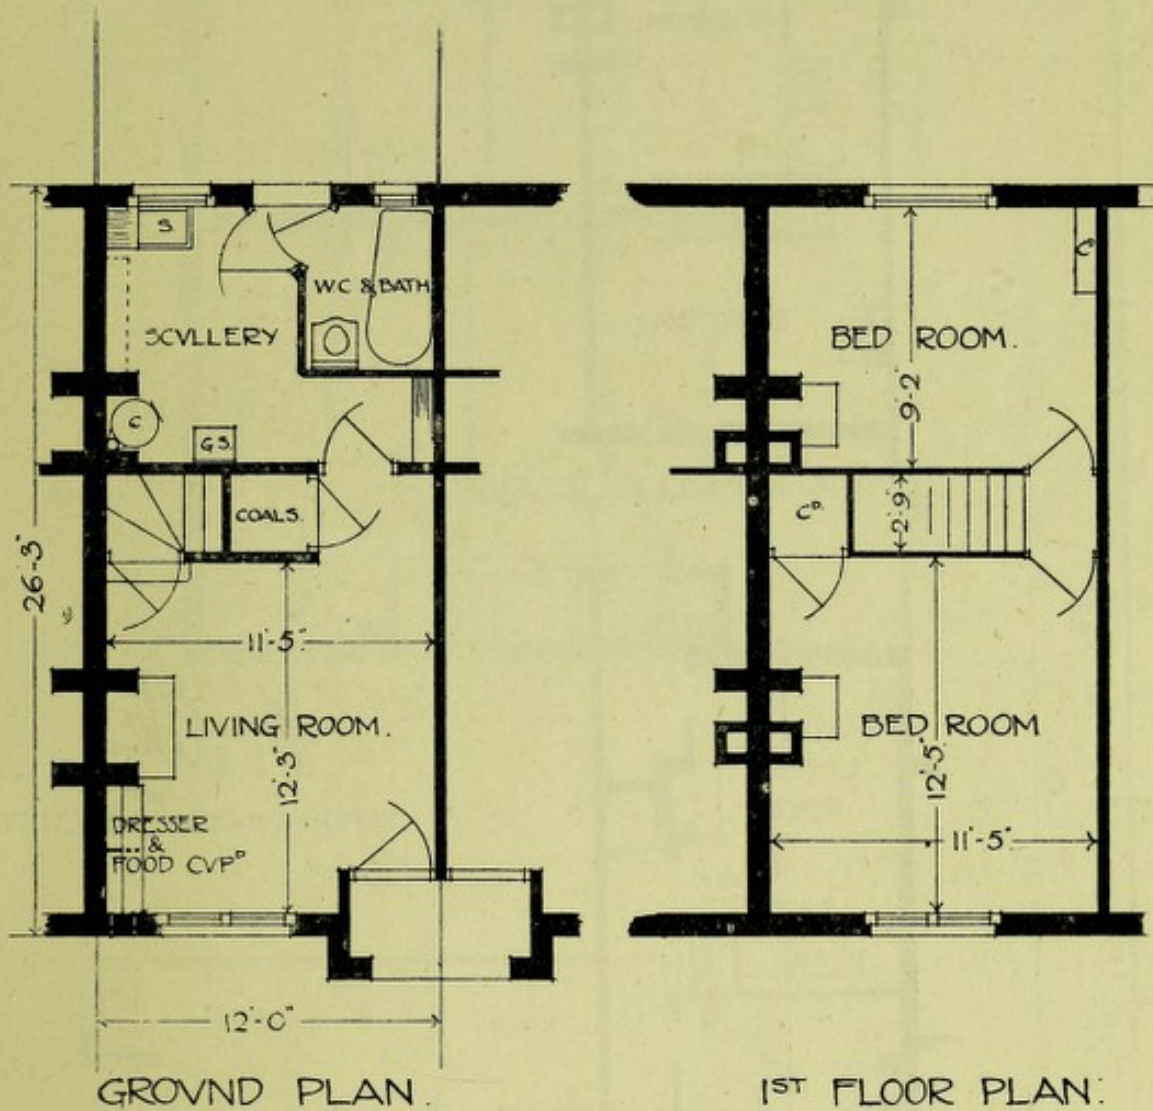 S.
WC & BATH
SCVLLERY
C
G.S.
COALS.
26'-3"
11'-5"
LIVING ROOM.
12'-3"
DRESSER
&
FOOD CVPD
12'-0"
GROVND PLAN.
CD
BED ROOM.
9'-2"
CD.
2'-9"
BED ROOM
12'-5"
11'-5"
1ST FLOOR PLAN: